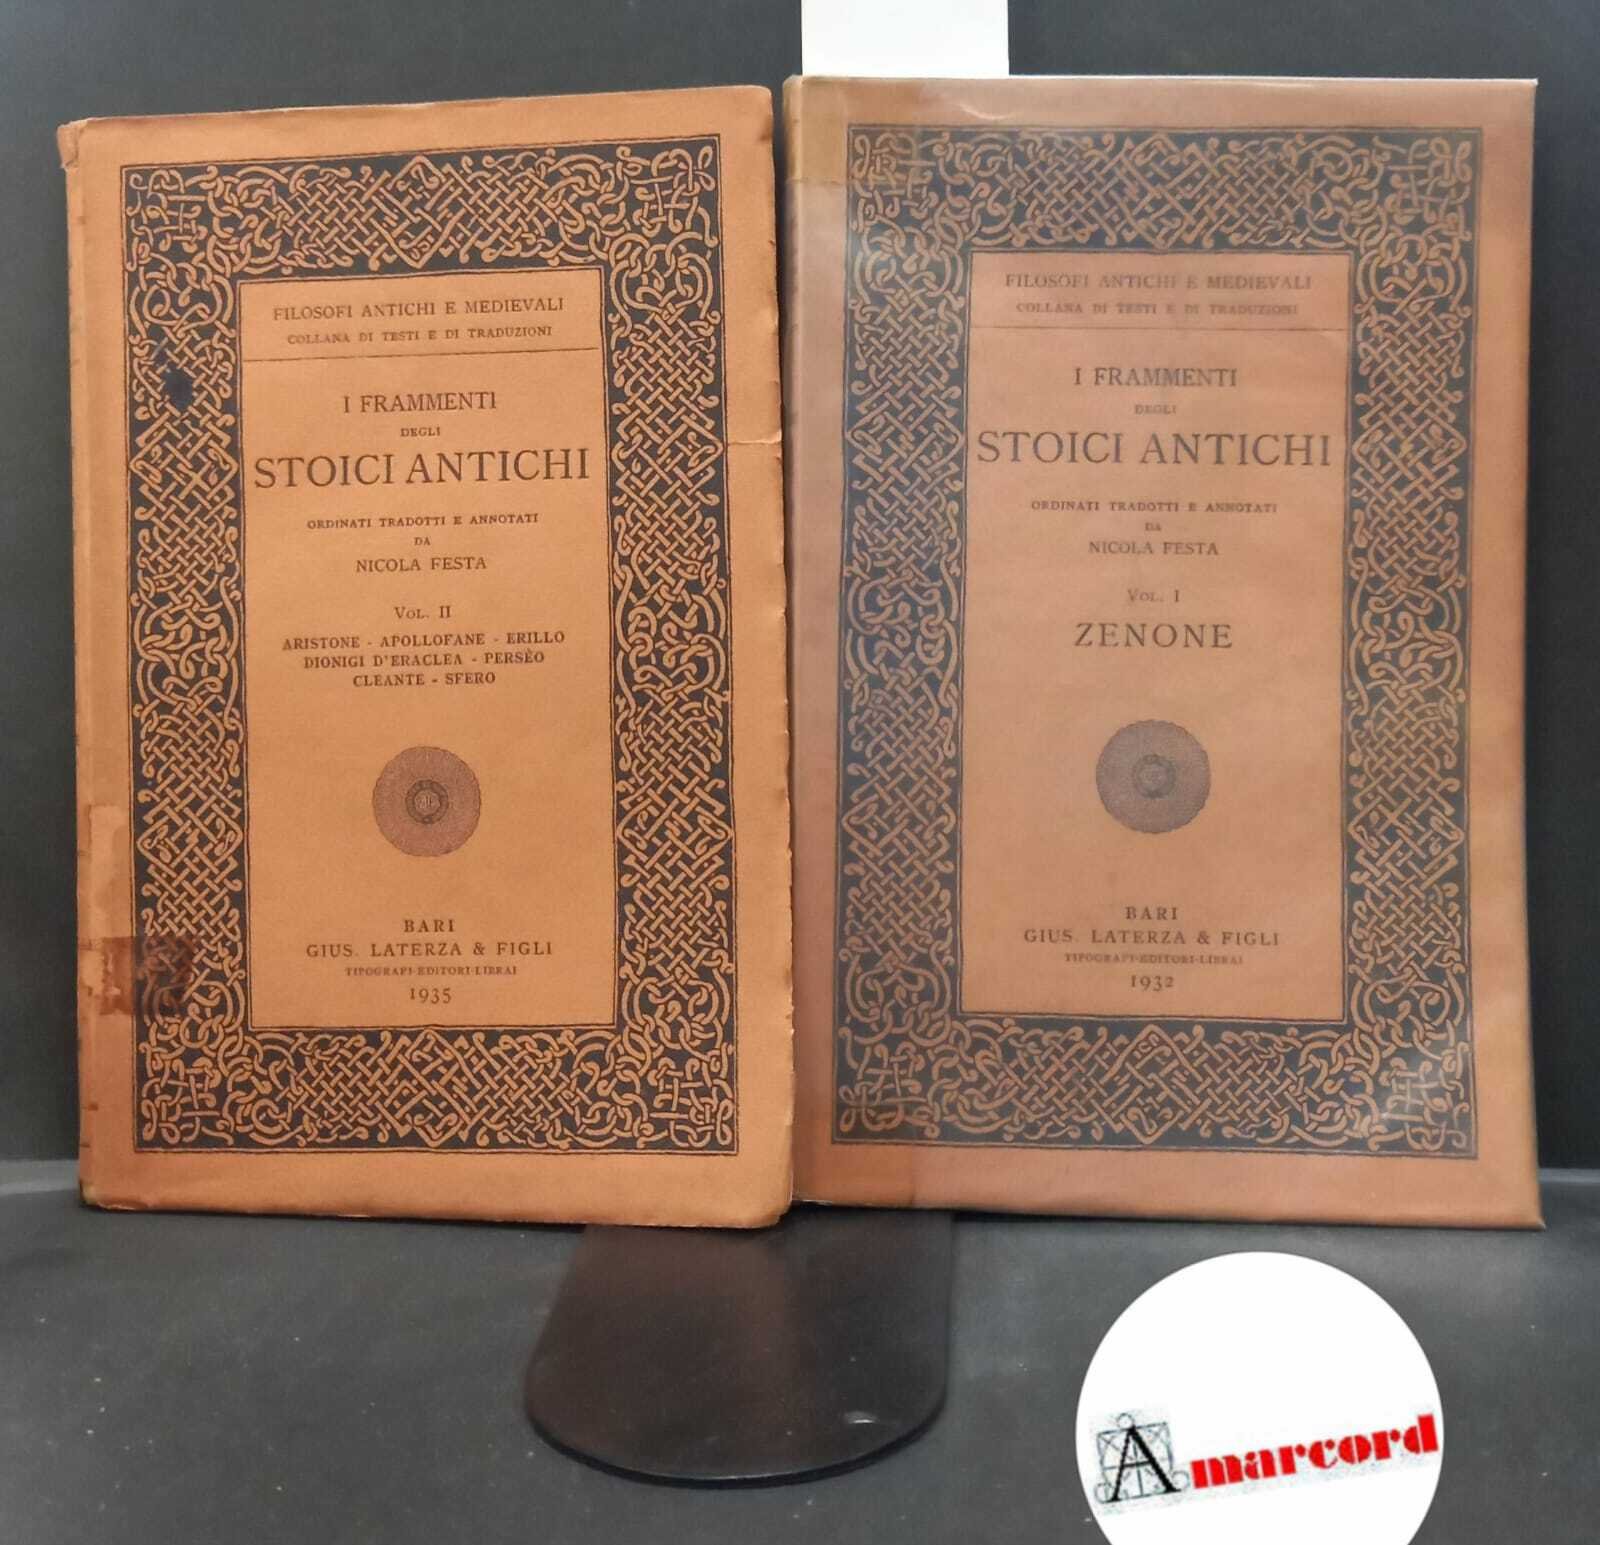 FILOSOFI ANTICHI E MEDIEVALI
COLLANA DI TESTI E DI TRADUZIONI
I FRAMMENTI
DEGLI
STOICI ANTICHI
ORDINATI TRADOTTI E ANNOTATI
DA
NICOLA FESTA
VOL. II
ARISTONE - APOLLOFANE - ERILLO
DIONIGI D'ERACLEA - PERSÈO
CLEANTE - SFERO
BARI
GIUS. LATERZA & FIGLI
TIPOGRAFI-EDITORI-LIBRAI
1935
FILOSOFI ANTICHI E MEDIEVALI
COLLANA DI TESTI E DI TRADUZIONI
I FRAMMENTI
DEGLI
STOICI ANTICHI
ORDINATI TRADOTTI E ANNOTATI
DA
NICOLA FESTA
VOL. I
ZENONE
BARI
GIUS. LATERZA & FIGLI
TIPOGRAFI-EDITORI-LIBRAI
1932
Amarcord